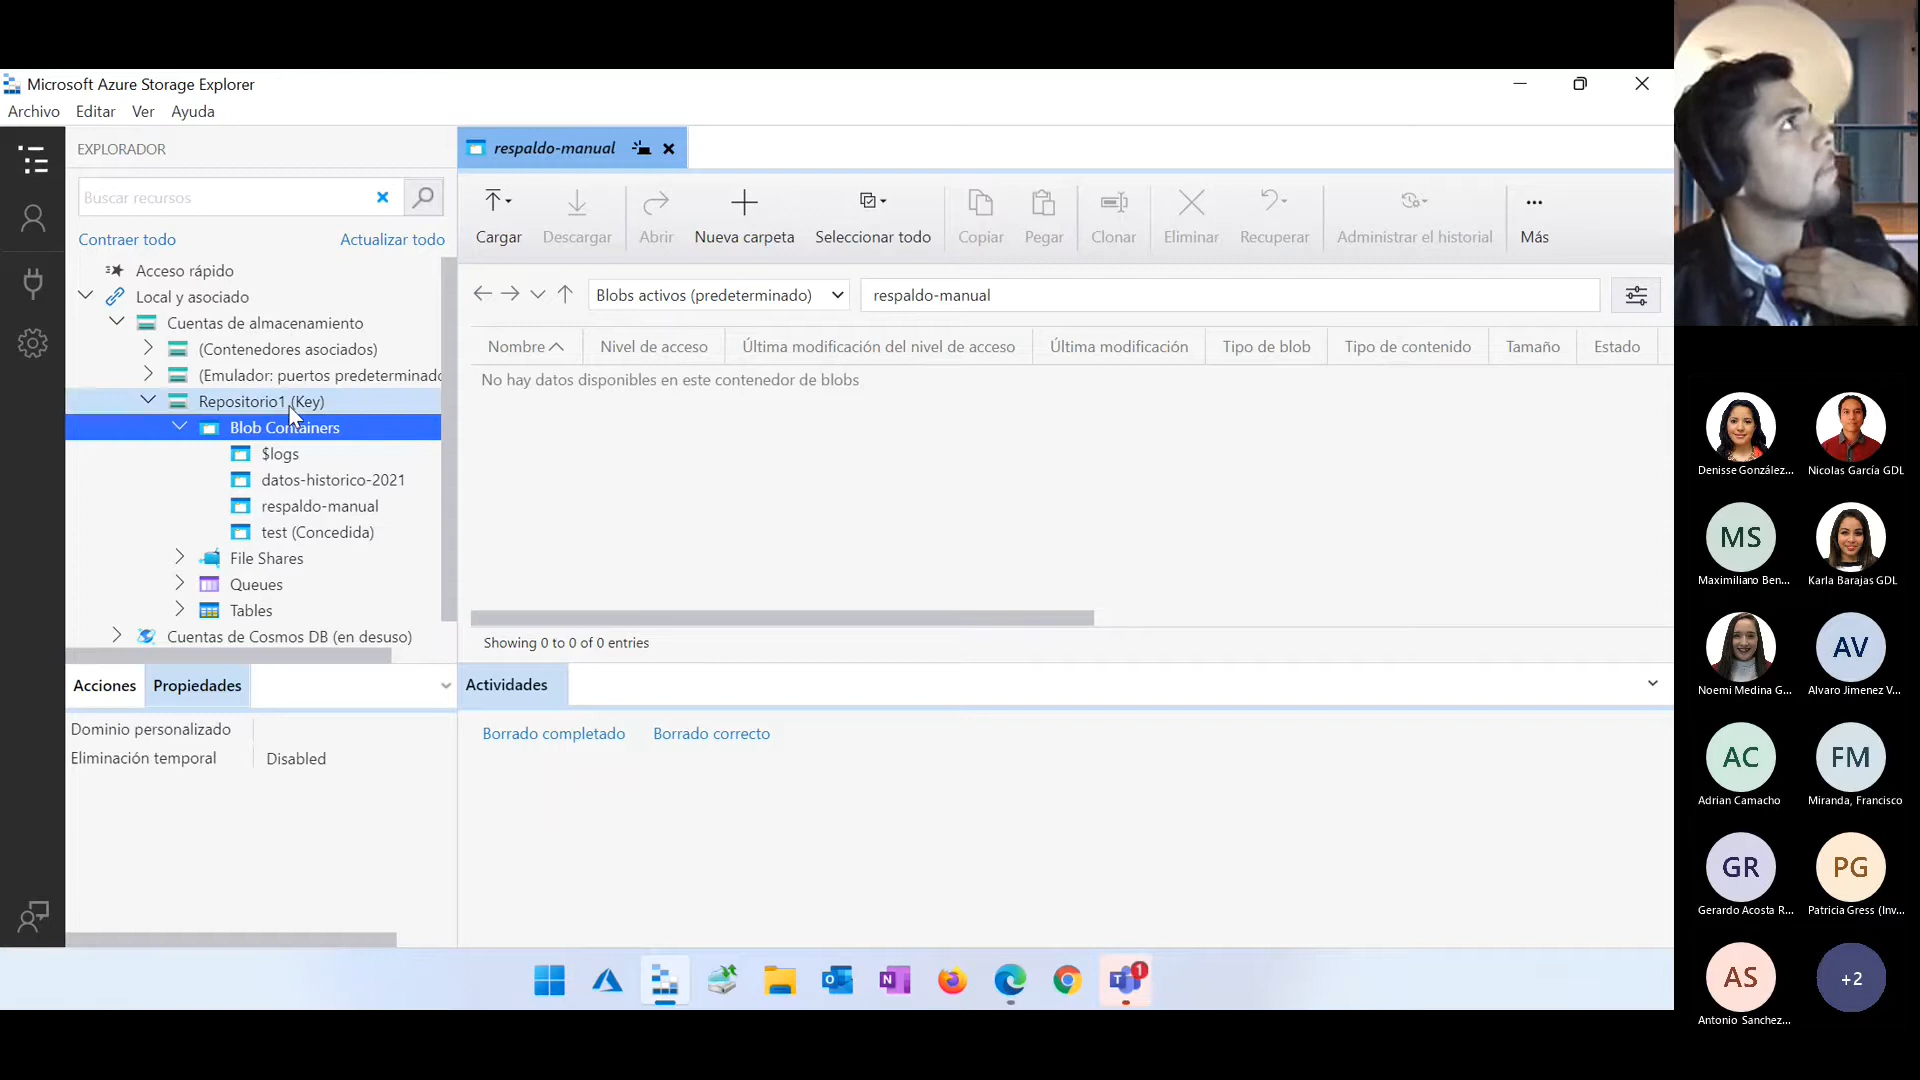 Microsoft Azure Storage Explorer
Archivo Editar Ver Ayuda
EXPLORADOR
Buscar recursos
Contraer todo Actualizar todo
Acceso rápido
Local y asociado
Cuentas de almacenamiento
(Contenedores asociados)
(Emulador: puertos predeterminado
Repositorio1 (Key)
Blob Containers
$logs
datos-historico-2021
respaldo-manual
test (Concedida)
File Shares
Queues
Tables
Cuentas de Cosmos DB (en desuso)
Acciones Propiedades
Dominio personalizado
Eliminación temporal Disabled
respaldo-manual
Cargar Descargar Abrir Nueva carpeta Seleccionar todo Copiar Pegar Clonar Eliminar Recuperar Administrar el historial Más
Blobs activos (predeterminado) respaldo-manual
Nombre Nivel de acceso Última modificación del nivel de acceso Última modificación Tipo de blob Tipo de contenido Tamaño Estado
No hay datos disponibles en este contenedor de blobs
Showing 0 to 0 of 0 entries
Actividades
Borrado completado Borrado correcto
1
Denisse González... Nicolas García GDL
MS
Maximiliano Ben... Karla Barajas GDL
AV
Noemi Medina G... Alvaro Jimenez V...
AC FM
Adrian Camacho Miranda, Francisco
GR PG
Gerardo Acosta R... Patricia Gress (Inv...
AS +2
Antonio Sanchez...